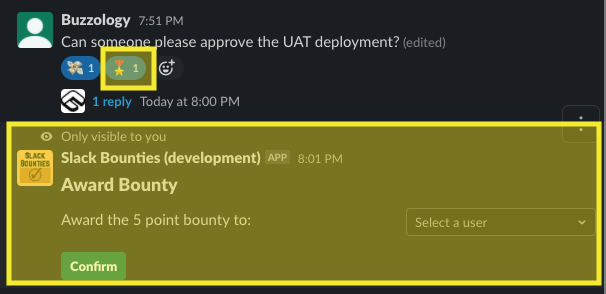 Buzzology 7:51 PM
Can someone please approve the UAT deployment? (edited)
1 1
1 reply Today at 8:00 PM
Only visible to you
SLACK
BOUNTIES
Slack Bounties (development) APP 8:01 PM
Award Bounty
Award the 5 point bounty to: Select a user
Confirm